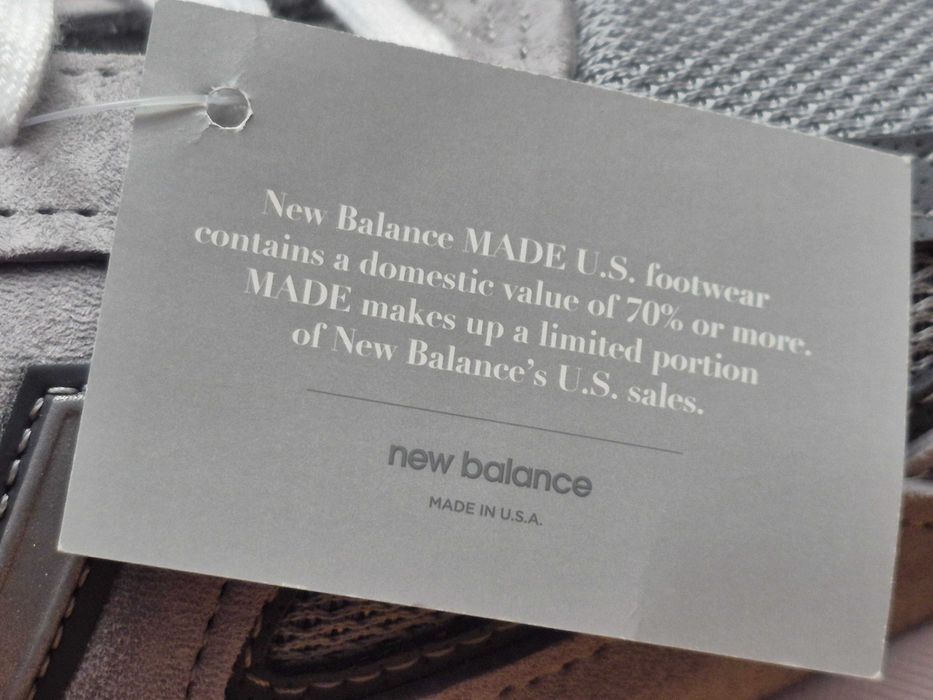 New Balance MADE U.S. footwear
contains a domestic value of 70% or more.
MADE makes up a limited portion
of New Balance's U.S. sales.
new balance
MADE IN U.S.A.